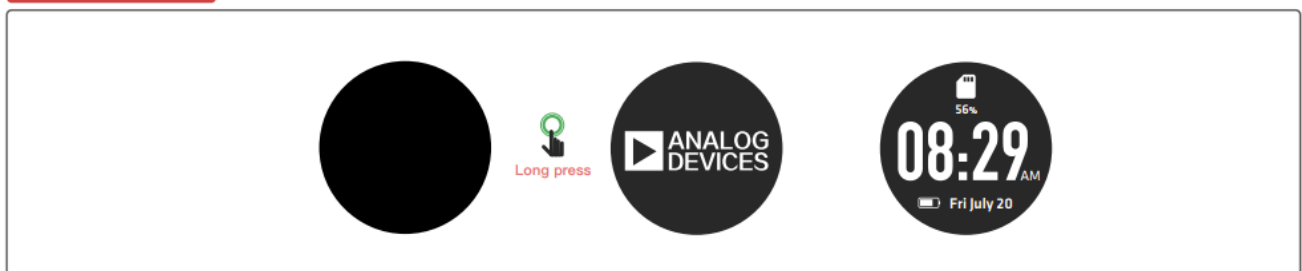 Long press
ANALOG
DEVICES
56%
08:29 AM
Fri July 20